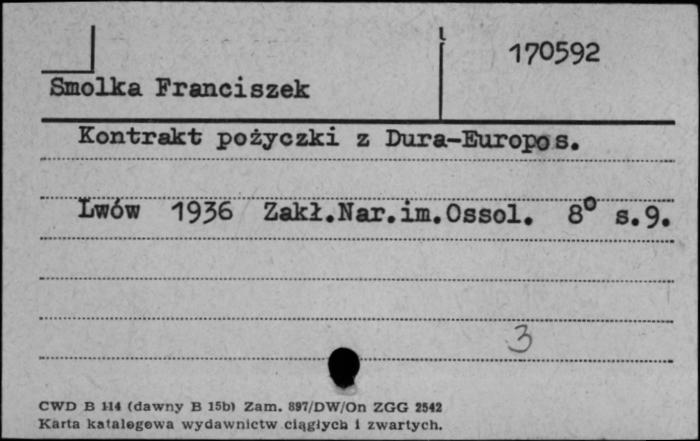 170592
Smolka Franciszek
Kontrakt pożyczki z Dura-Europos.
Lwów 1936 Zakł.Nar.im.Ossol. 8° s.9.
3
CWD B 114 (dawny B 15b) Zam. 897/DW/On ZGG 2542
Karta katalogowa wydawnictw ciągłych i zwartych.